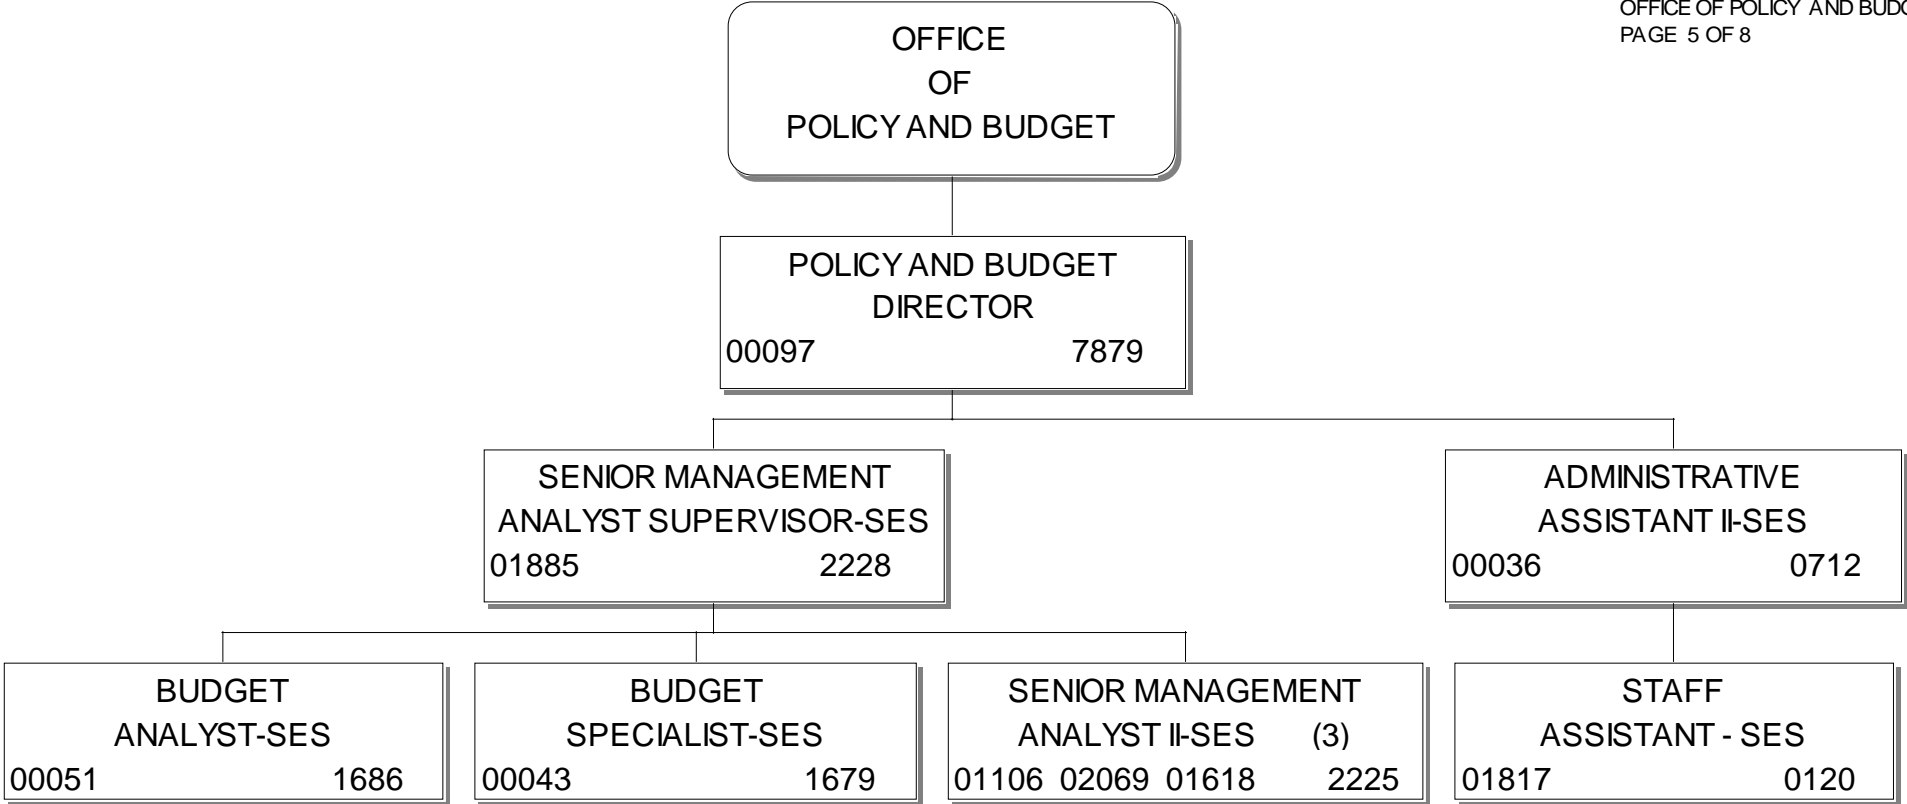 OFFICE OF POLICY AND
PAGE 5 OF 8
OFFICE
OF
POLICY AND BUDGET
POLICY AND BUDGET
DIRECTOR
00097 7879
SENIOR MANAGEMENT
ANALYST SUPERVISOR-SES
01885 2228
ADMINISTRATIVE
ASSISTANT II-SES
00036 0712
BUDGET
ANALYST-SES
00051 1686
BUDGET
SPECIALIST-SES
00043 1679
SENIOR MANAGEMENT
ANALYST II-SES (3)
01106 02069 01618 2225
STAFF
ASSISTANT - SES
01817 0120